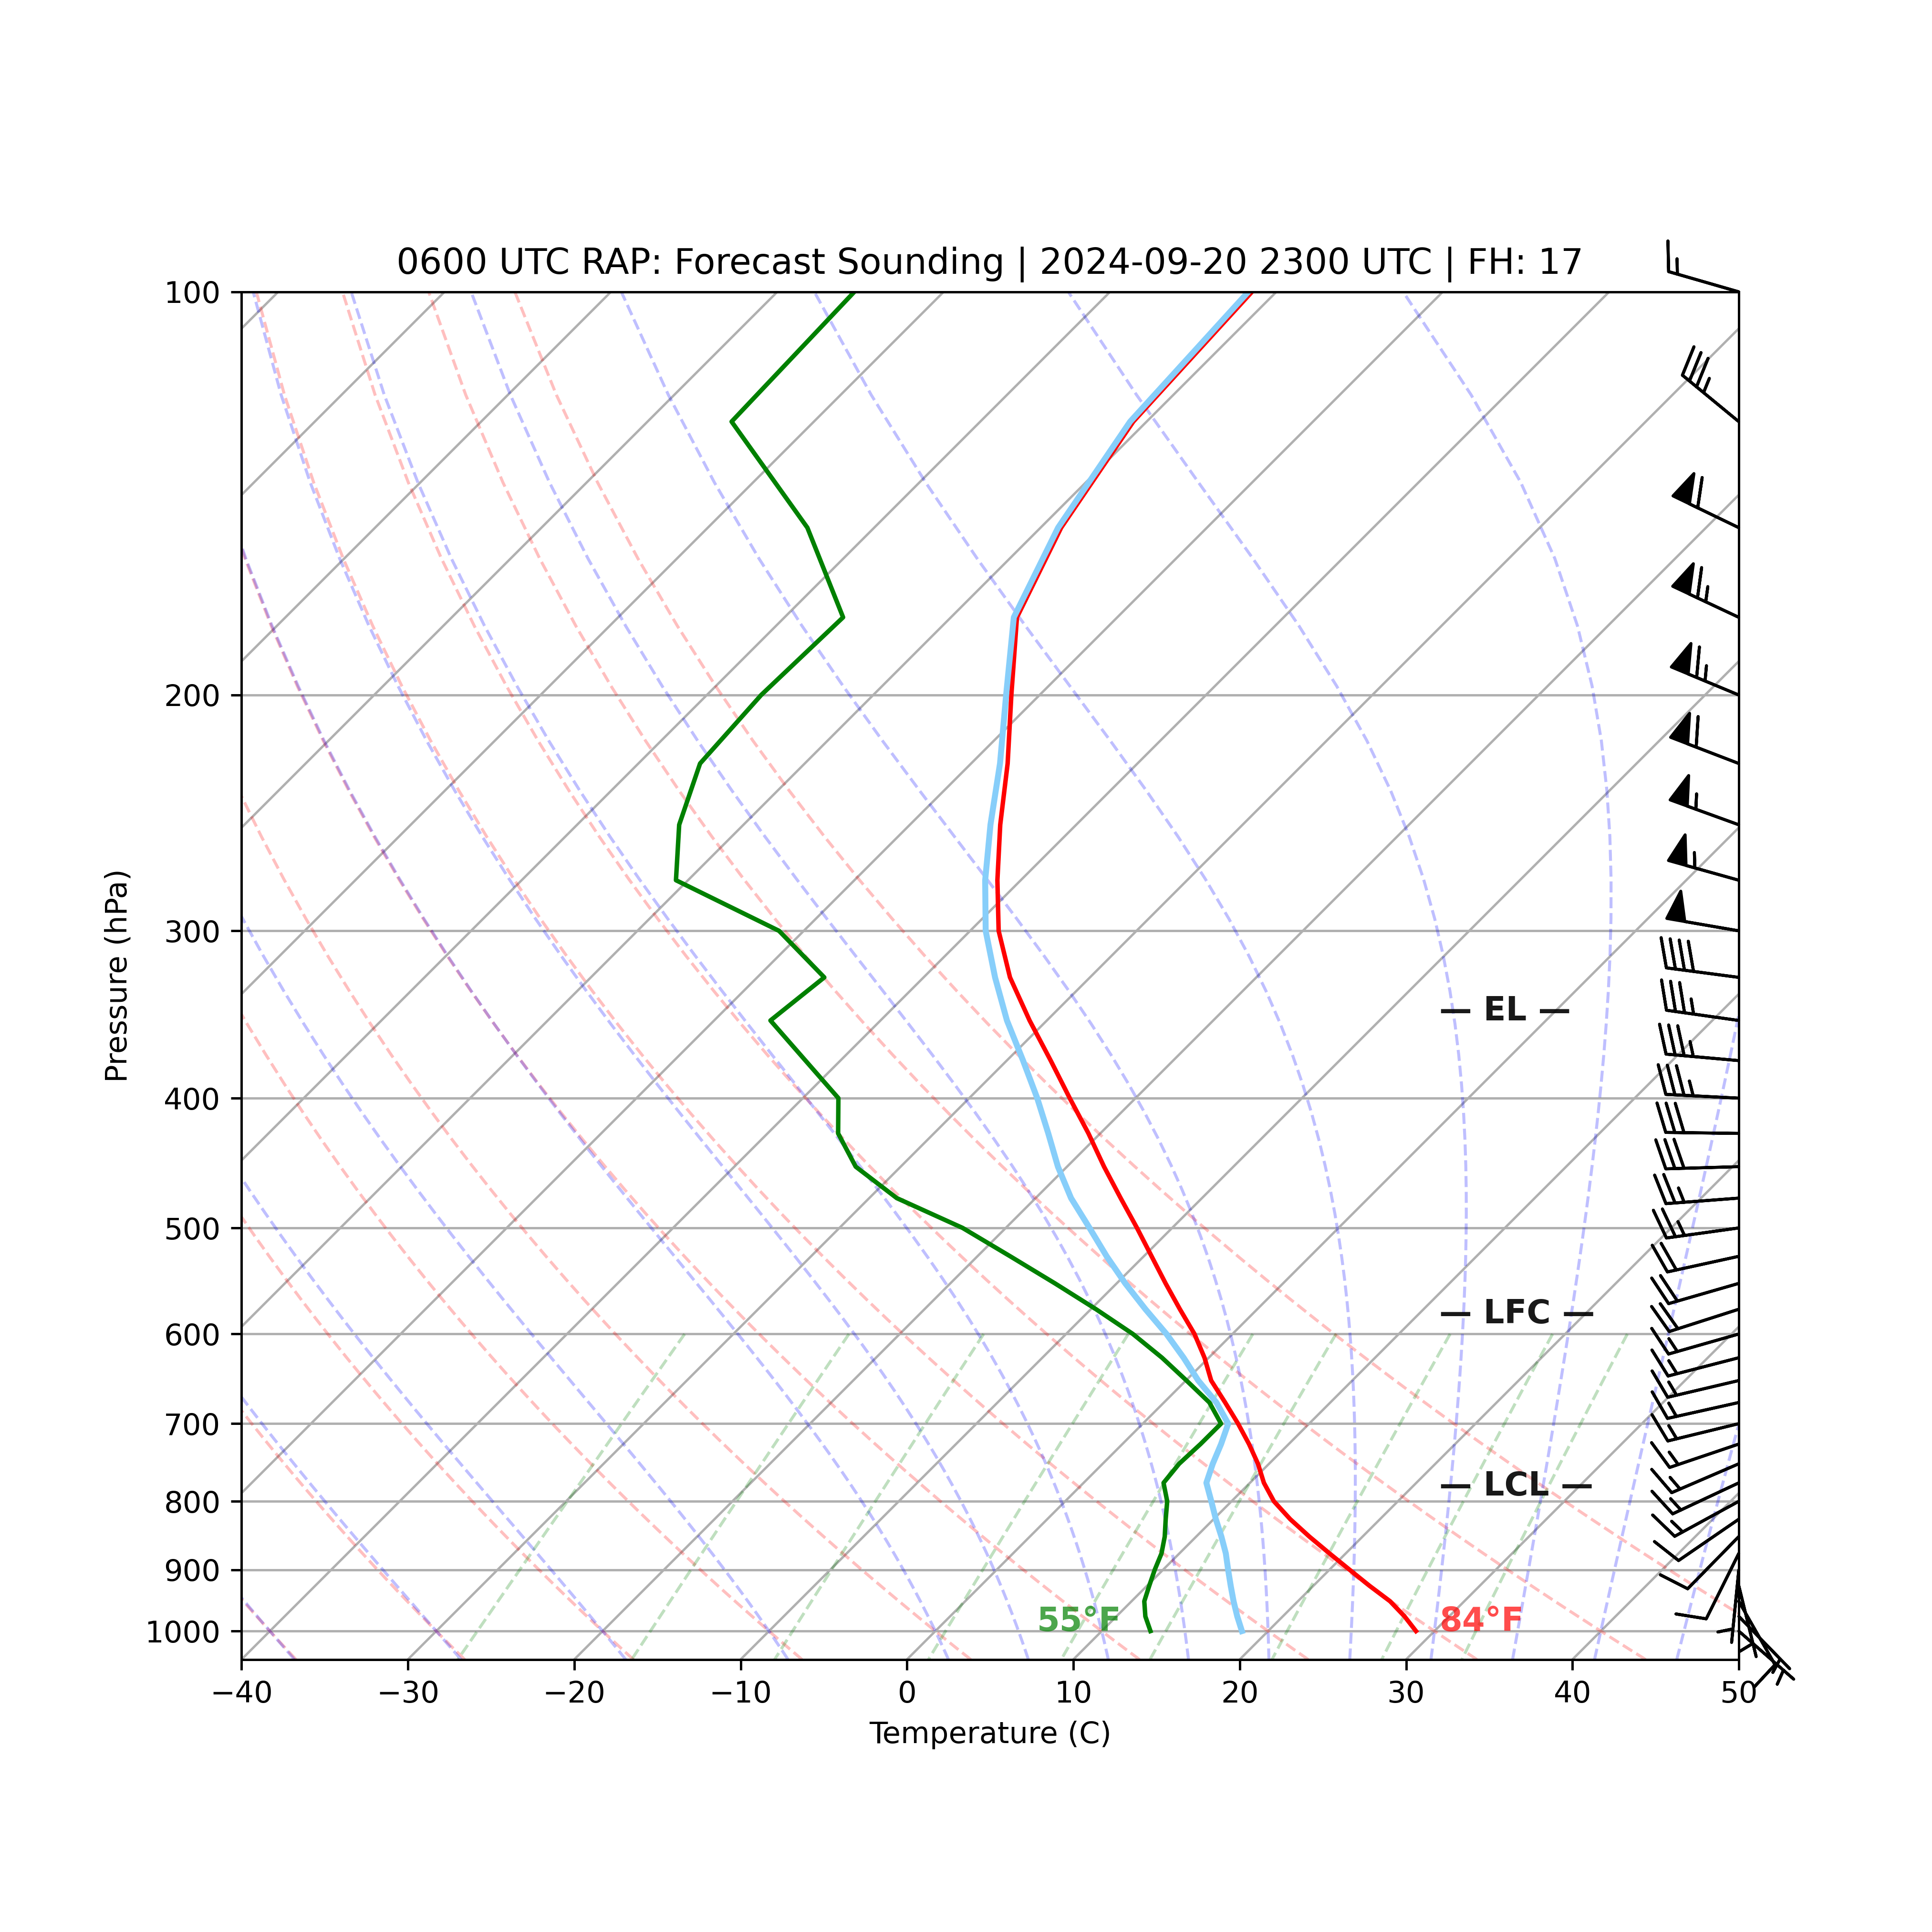 0600 UTC RAP: Forecast Sounding | 2024-09-20 2300 UTC | FH: 17
100
200
300
— EL —
400
500
— LFC —
600
700
— LCL —
800
900
55°F 84°F
1000
−40 −30 −20 −10 0 10 20 30 40 50
Temperature (C)
Pressure (hPa)